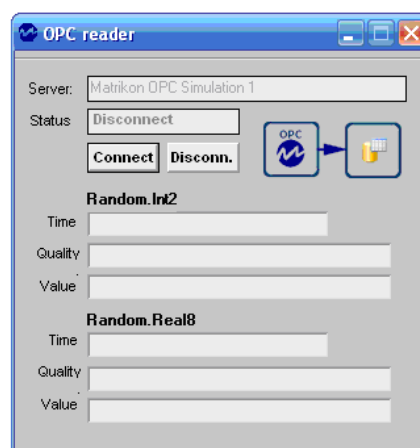 OPC reader
Server: Matrikon OPC Simulation 1
Status Disconnect
Connect Disconn.
OPC
Random.Int2
Time
Quality
Value
Random.Real8
Time
Quality
Value